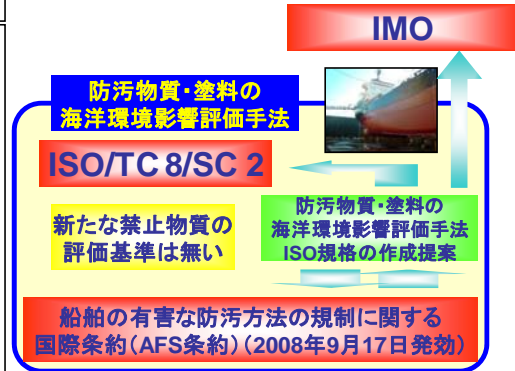 IMO
防汚物質・塗料の
海洋環境影響評価手法
ISO/TC 8/SC 2
新たな禁止物質の
評価基準は無い
防汚物質・塗料の
海洋環境影響評価手法
ISO規格の作成提案
船舶の有害な防汚方法の規制に関する
国際条約（AFS条約）（2008年9月17日発効）